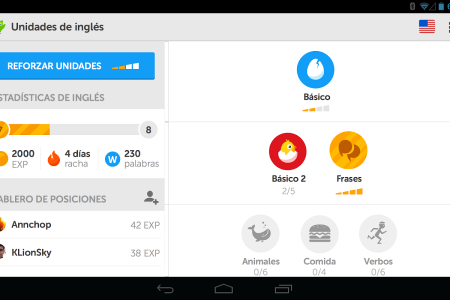 Unidades de inglés
REFORZAR UNIDADES
ESTADÍSTICAS DE INGLÉS
7
8
2000
EXP
4 días
racha
W
230
palabras
TABLERO DE POSICIONES
Annchop
42 EXP
KLionSky
38 EXP
Básico
Básico 2
2/5
Frases
Animales
0/6
Comida
0/4
Verbos
0/6